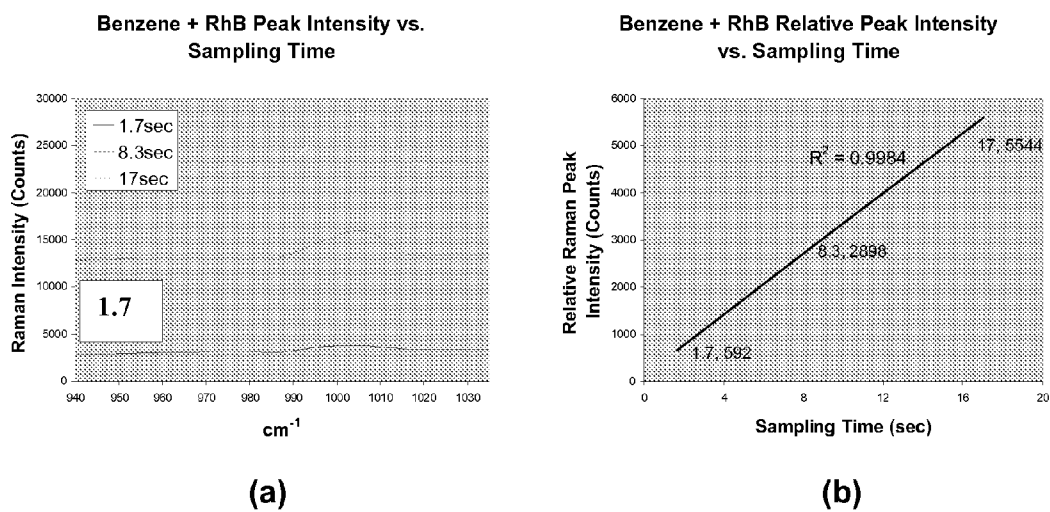 Benzene + RhB Peak Intensity vs.
Sampling Time
Raman Intensity (Counts)
30000
25000
20000
15000
10000
5000
0
1.7sec
8.3sec
17sec
1.7
940
950
960
970
980
990
1000
1010
1020
1030
cm-1
(a)
Benzene + RhB Relative Peak Intensity
vs. Sampling Time
Relative Raman Peak
Intensity (Counts)
6000
5000
4000
3000
2000
1000
0
R2 = 0.9984
17, 5544
8.3, 2898
1.7, 592
0
4
8
12
16
20
Sampling Time (sec)
(b)